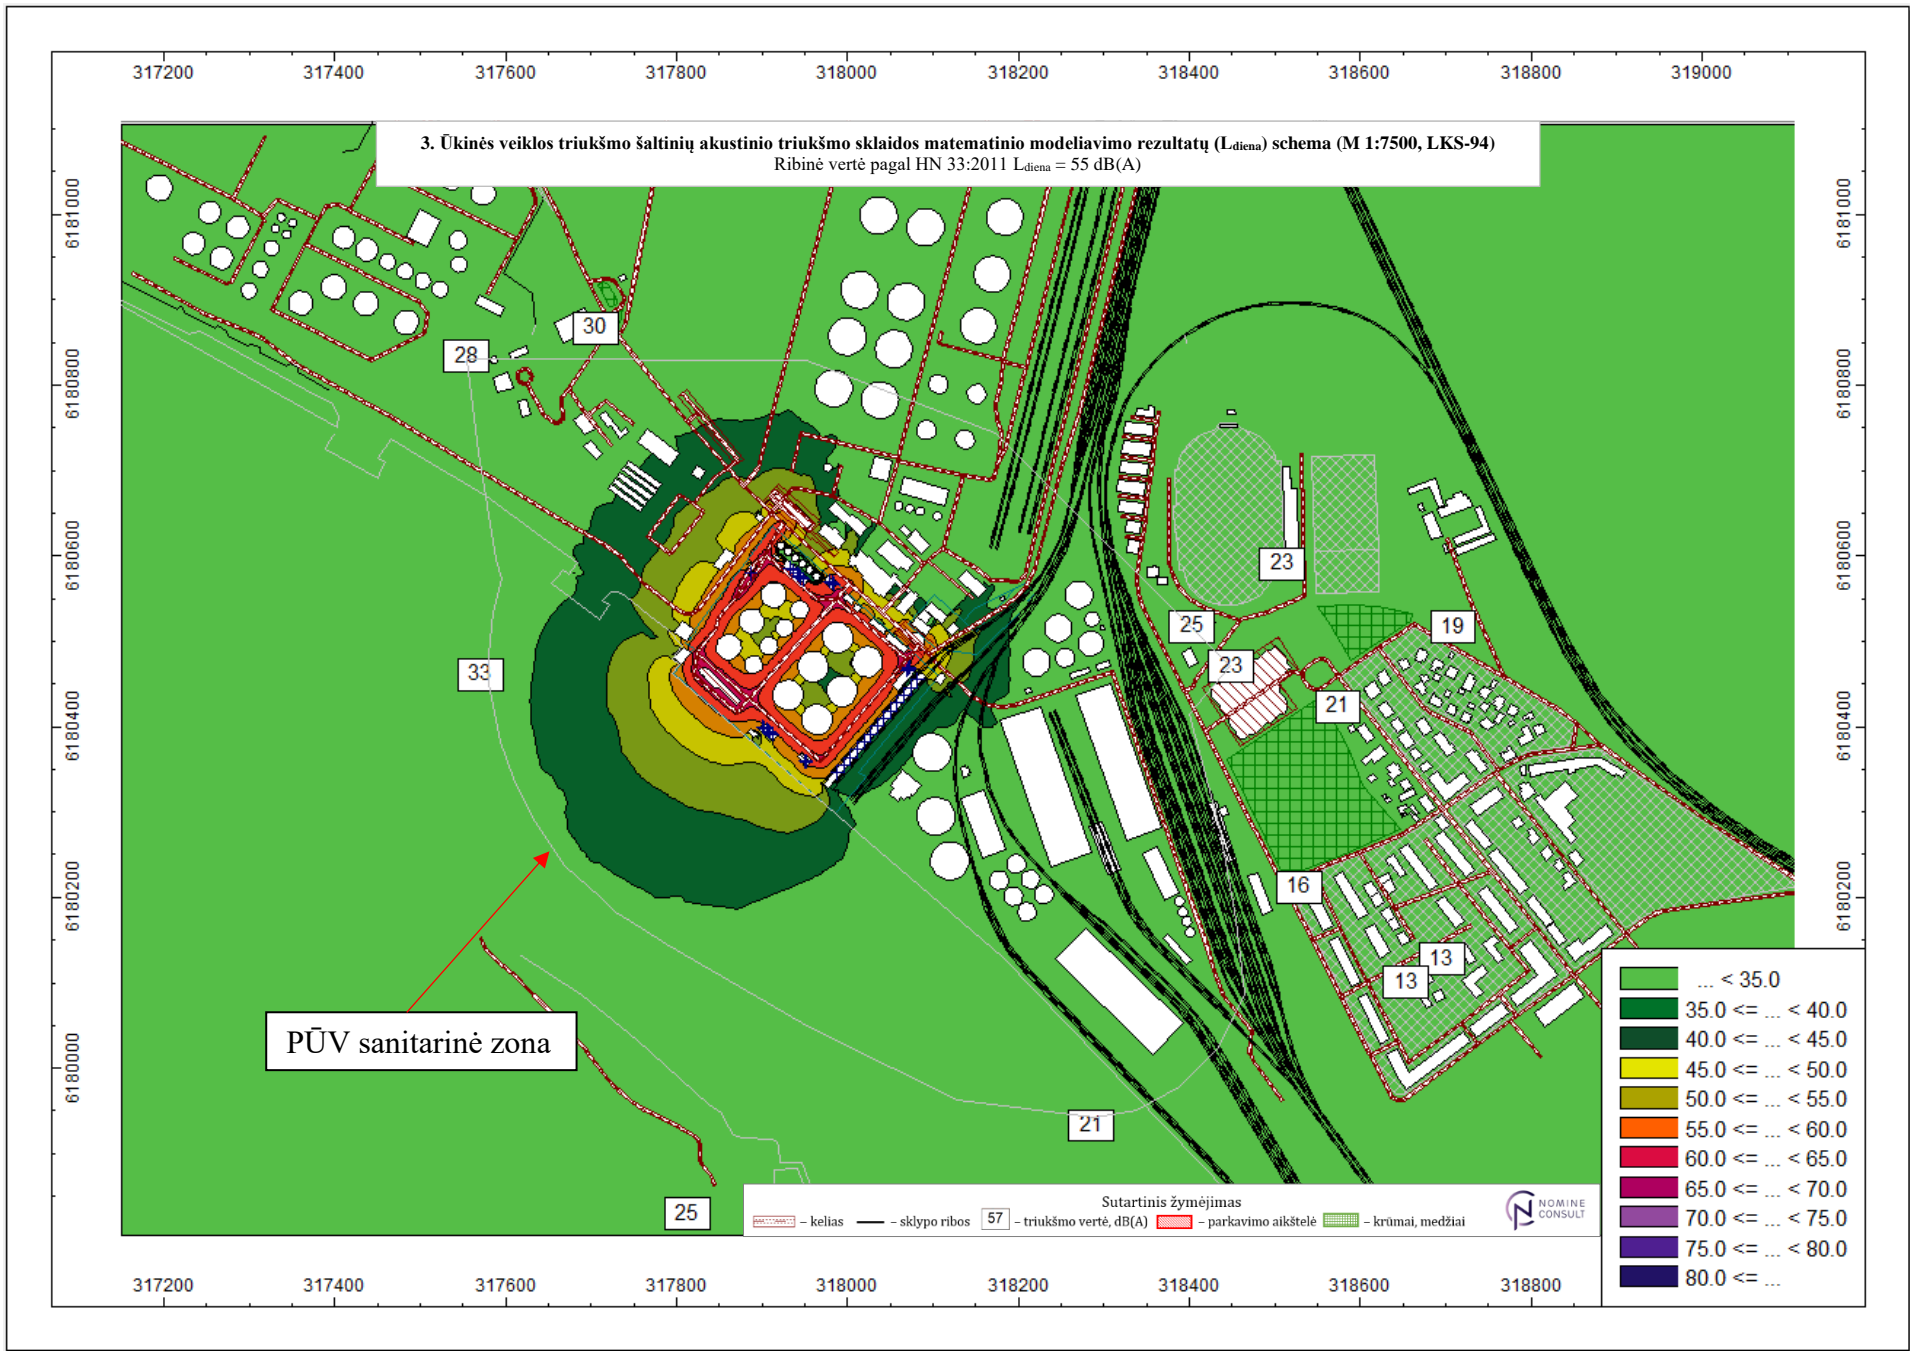 317200 317400 317600 317800 318000 318200 318400 318600 318800 319000
3. Ūkinės veiklos triukšmo šaltinių akustinio triukšmo sklaidos matematinio modeliavimo rezultatų (Ldiena) schema (M 1:7500, LKS-94)
Ribinė vertė pagal HN 33:2011 Ldiena = 55 dB(A)
6181000 6181000
30
28
6180800 6180800
6180600 6180600
23
25
19
23
33
21
6180400 6180400
16
6180200 6180200
13
13
PŪV sanitarinė zona
6180000
21
25
... < 35.0
35.0 <= ... < 40.0
40.0 <= ... < 45.0
45.0 <= ... < 50.0
50.0 <= ... < 55.0
55.0 <= ... < 60.0
60.0 <= ... < 65.0
65.0 <= ... < 70.0
70.0 <= ... < 75.0
75.0 <= ... < 80.0
80.0 <= ...
Sutartinis žymėjimas
– kelias – sklypo ribos 57 – triukšmo vertė, dB(A) – parkavimo aikštelė – krūmai, medžiai
NOMINE
CONSULT
317200 317400 317600 317800 318000 318200 318400 318600 318800